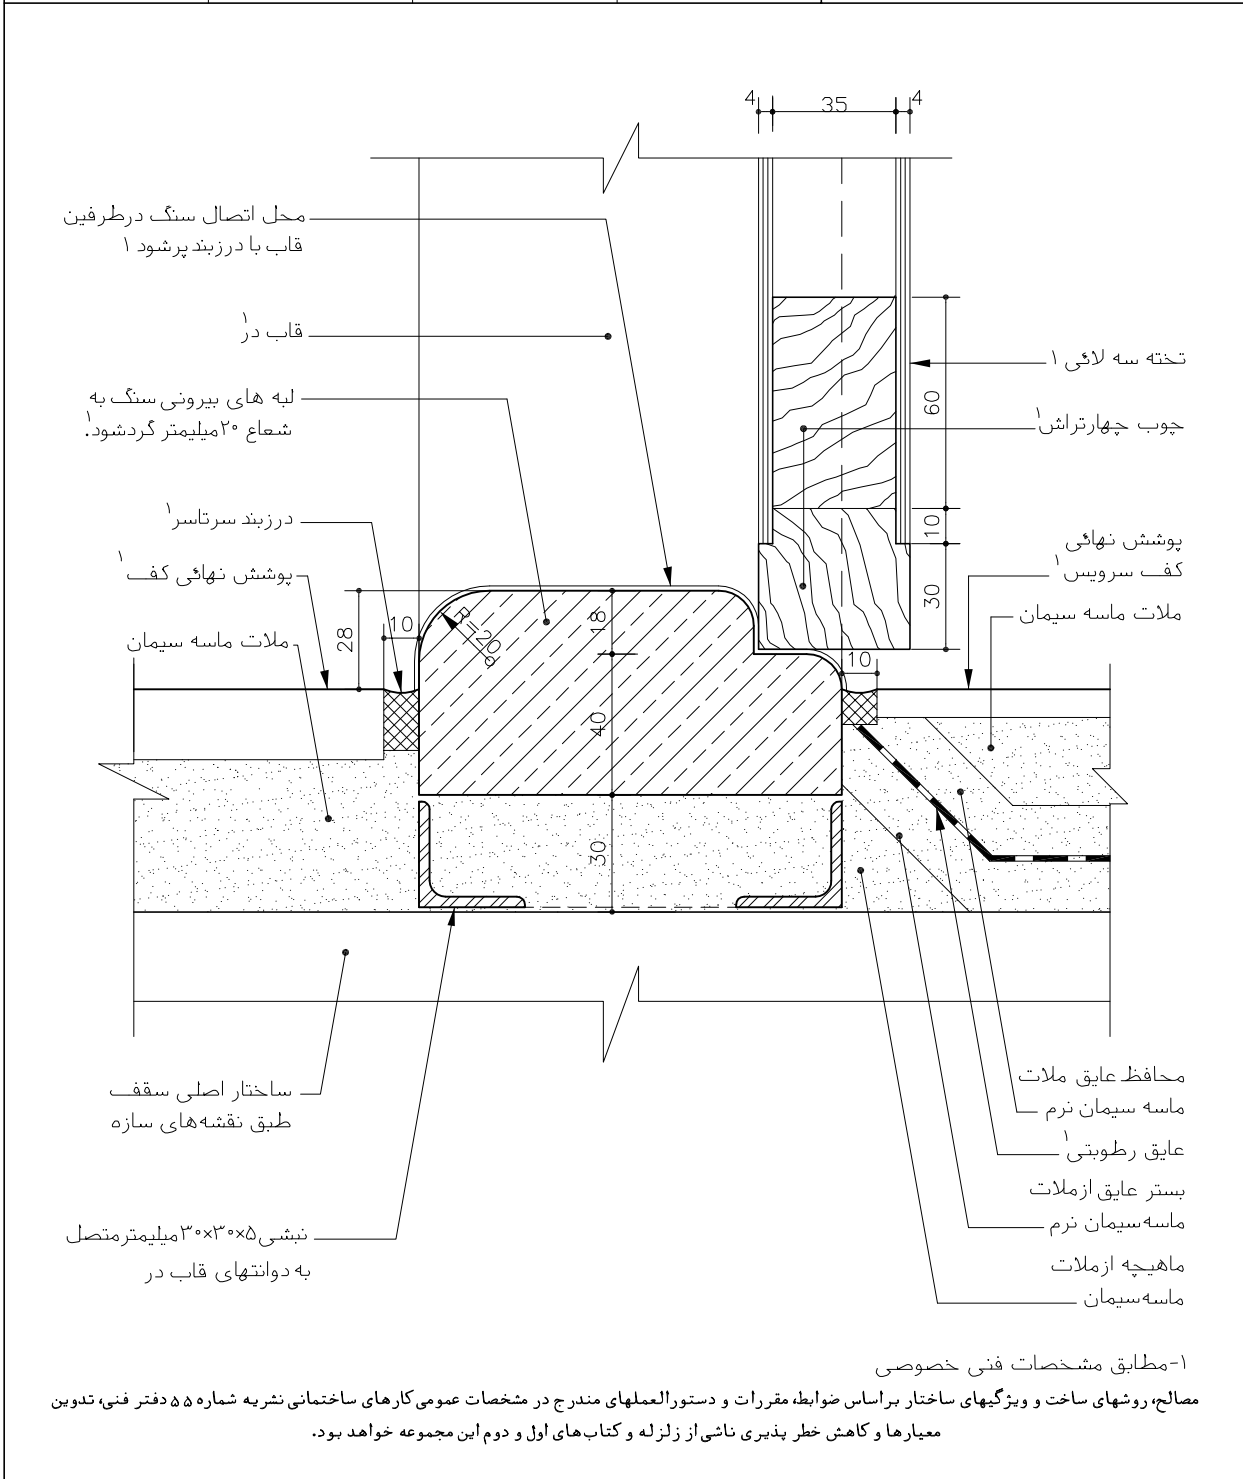 4
35
4
محل اتصال سنگ درطرفین
قاب با درزبند پرشود ۱
قاب در۱
لبه های بیرونی سنگ به
شعاع ۲۰میلیمتر گردشود۱.
درزبند سرتاسر۱
پوشش نهائی کف۱
ملات ماسه سیمان
28
10
R=20
18
40
30
تخته سه لائی ۱
60
چوب چهارتراش۱
10
30
پوشش نهائی
کف سرویس۱
ملات ماسه سیمان
10
ساختار اصلی سقف
طبق نقشه‌های سازه
نبشی۵×۳۰×۳۰میلیمترمتصل
به دوانتهای قاب در
محافظ عایق ملات
ماسه سیمان نرم
عایق رطوبتی۱
بستر عایق ازملات
ماسه‌سیمان نرم
ماهیچه ازملات
ماسه‌سیمان
۱-مطابق مشخصات فنی خصوصی
مصالح، روشهای ساخت و ویژگیهای ساختار براساس ضوابط، مقررات و دستورالعملهای مندرج در مشخصات عمومی کارهای ساختمانی نشریه شماره ۵۵ دفتر فنی، تدوین
معیارها و کاهش خطر پذیری ناشی از زلزله و کتاب‌های اول و دوم این مجموعه خواهد بود.